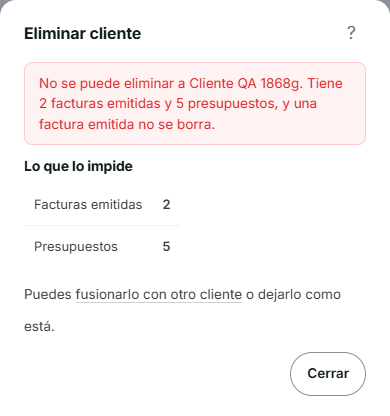 Eliminar cliente ?
No se puede eliminar a Cliente QA 1868g. Tiene
2 facturas emitidas y 5 presupuestos, y una
factura emitida no se borra.
Lo que lo impide
Facturas emitidas 2
Presupuestos 5
Puedes fusionarlo con otro cliente o dejarlo como
está.
Cerrar